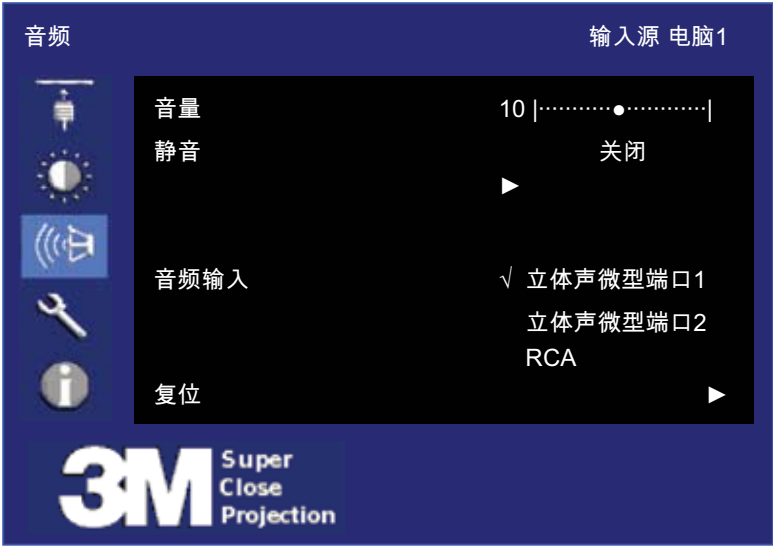 音频 输入源 电脑1
音量 10 |············●·············|
静音 关闭
►
音频输入 √ 立体声微型端口1
立体声微型端口2
RCA
复位 ►
3M Super
Close
Projection